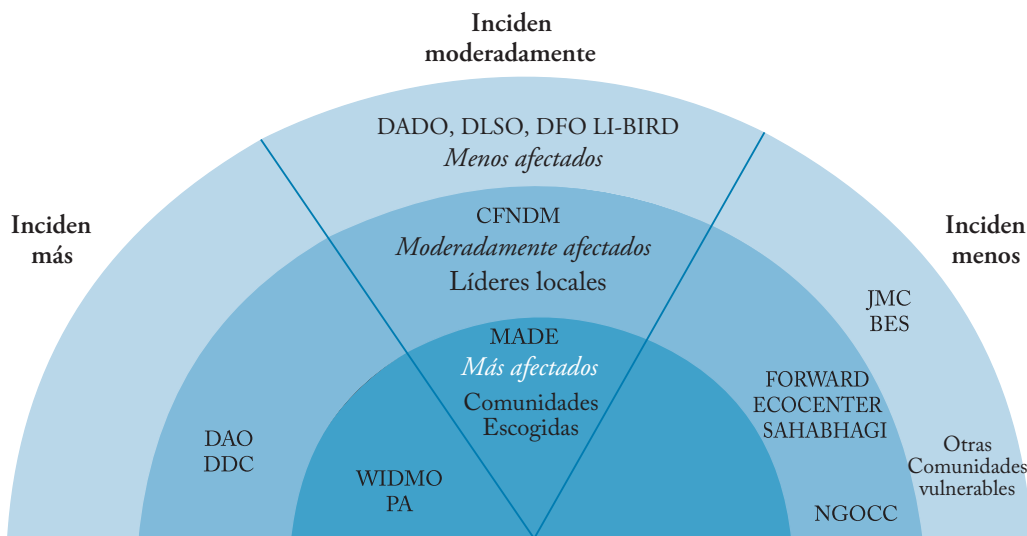 Inciden
moderadamente
DADO, DLSO, DFO LI-BIRD
Menos afectados
Inciden
más
CFNDM
Moderadamente afectados
Líderes locales
Inciden
menos
JMC
BES
MADE
Más afectados
Comunidades
Escogidas
FORWARD
ECOCENTER
SAHABHAGI
DAO
DDC
Otras
Comunidades
vulnerables
WIDMO
PA
NGOCC